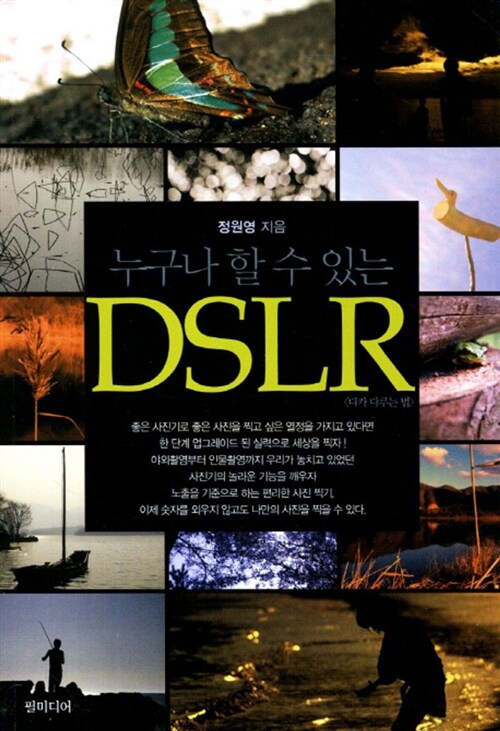 정원영 지음
누구나 할 수 있는
DSLR
〈디카 다루는 법〉
좋은 사진기로 좋은 사진을 찍고 싶은 열정을 가지고 있다면
한 단계 업그레이드 된 실력으로 세상을 찍자!
야외촬영부터 인물촬영까지 우리가 놓치고 있었던
사진기의 놀라운 기능을 깨우자
노출을 기준으로 하는 편리한 사진 찍기,
이제 숫자를 외우지 않고도 나만의 사진을 찍을 수 있다.
필미디어